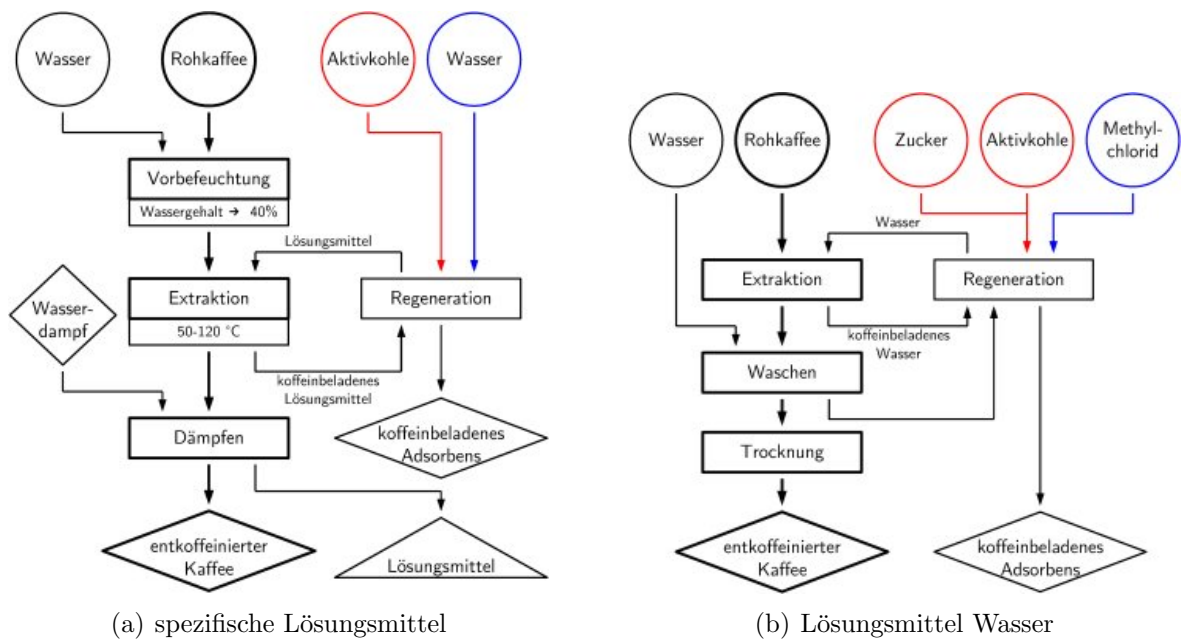 Wasser
Rohkaffee
Aktivkohle
Wasser
Vorbefeuchtung
Wassergehalt → 40%
Lösungsmittel
Extraktion
50-120 °C
Regeneration
Wasser-
dampf
koffeinbeladenes
Lösungsmittel
Dämpfen
koffeinbeladenes
Adsorbens
entkoffeinierter
Kaffee
Lösungsmittel
(a) spezifische Lösungsmittel
Wasser
Rohkaffee
Zucker
Aktivkohle
Methyl-
chlorid
Wasser
Extraktion
Regeneration
koffeinbeladenes
Wasser
Waschen
Trocknung
entkoffeinierter
Kaffee
koffeinbeladenes
Adsorbens
(b) Lösungsmittel Wasser